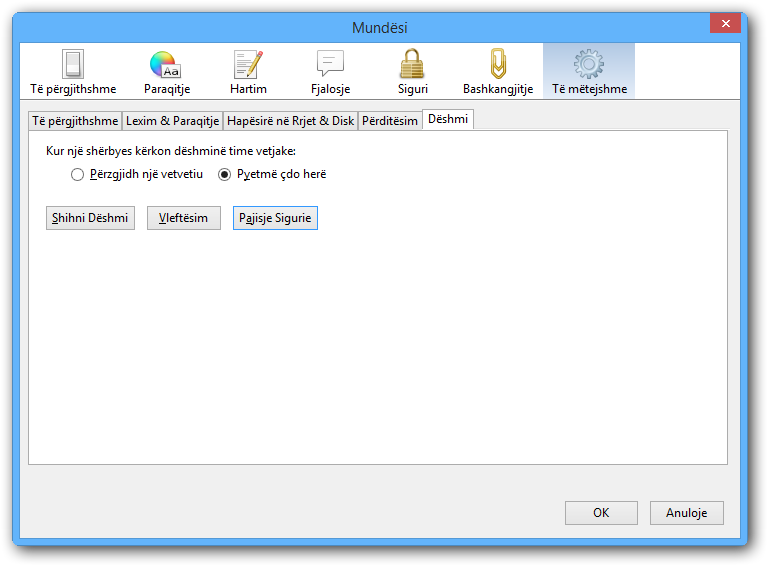 Mundësi
Të përgjithshme Paraqitje Hartim Fjalosje Siguri Bashkangjitje Të mëtejshme
Aa
Të përgjithshme Lexim & Paraqitje Hapësirë në Rrjet & Disk Përditësim Dëshmi
Kur një shërbyes kërkon dëshminë time vetjake:
Përzgjidh një vetvetiu Pyetmë çdo herë
Shihni Dëshmi Vleftësim Pajisje Sigurie
OK Anuloje